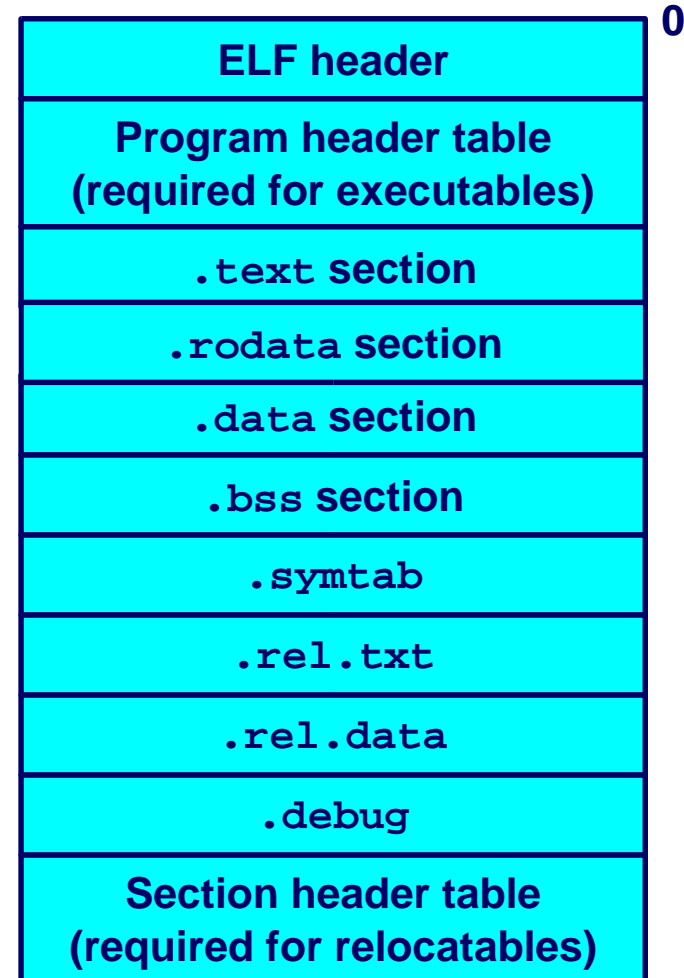 0
ELF header
Program header table
(required for executables)
.text section
.rodata section
.data section
.bss section
.symtab
.rel.txt
.rel.data
.debug
Section header table
(required for relocatables)